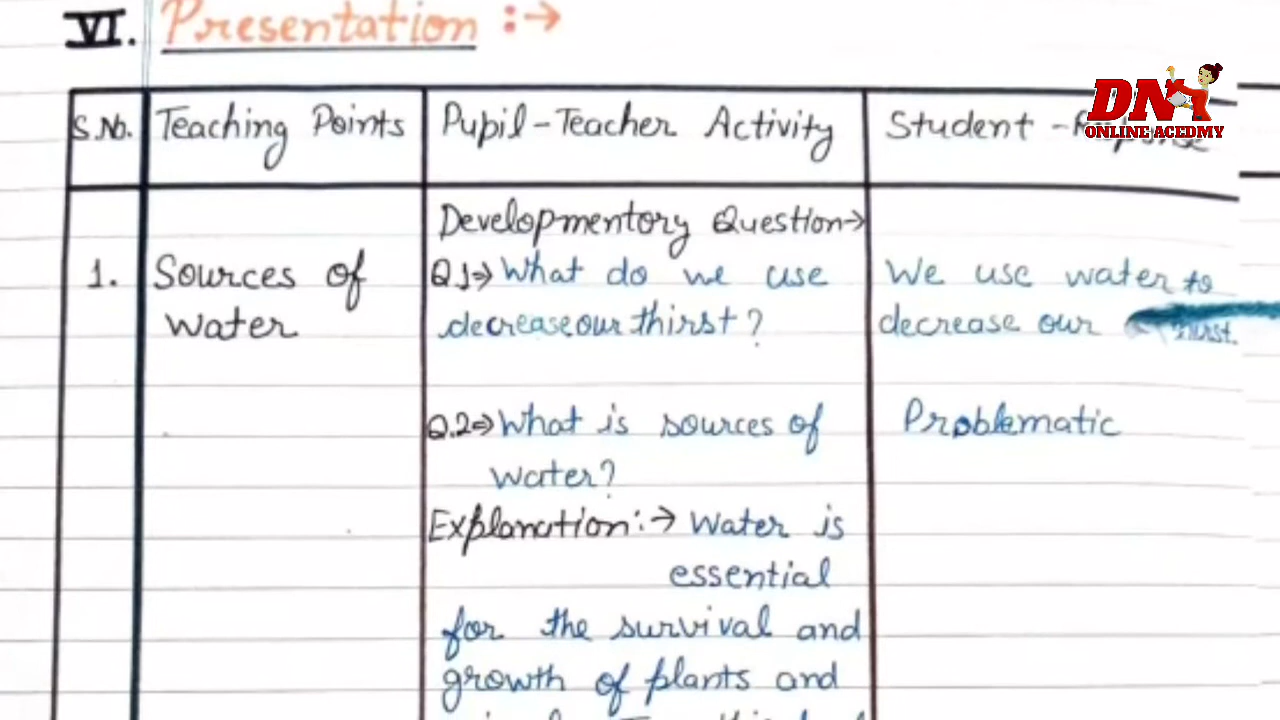 VI. Presentation :→
S.No. Teaching Points Pupil-Teacher Activity Student -
DNA
ONLINE ACEDMY
Developmentory Question→
1. Sources of Q.1⇒ What do we use We use water to
water decrease our thirst? decrease our thirst.
Q.2⇒ What is sources of Problematic
water?
Explanation:→ Water is
essential
for the survival and
growth of plants and